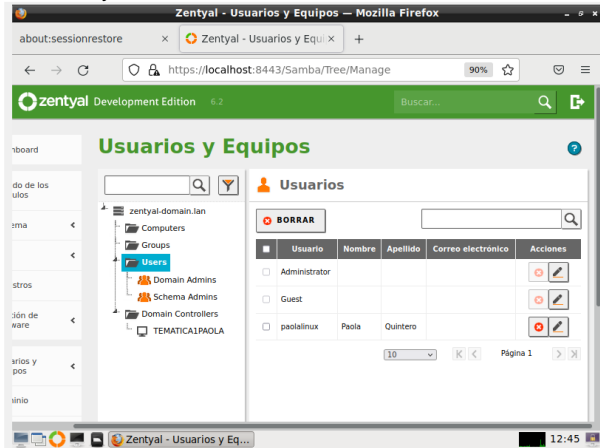 Zentyal - Usuarios y Equipos — Mozilla Firefox
about:sessionrestore
Zentyal - Usuarios y Equi
https://localhost:8443/Samba/Tree/Manage
90%
zentyal Development Edition 6.2
Buscar...
nboard
do de los
ulos
ema
stros
ión de
ware
arios y
pos
inio
Usuarios y Equipos
?
zentyal-domain.lan
Computers
Groups
Users
Domain Admins
Schema Admins
Domain Controllers
TEMATICA1PAOLA
Usuarios
BORRAR
Usuario Nombre Apellido Correo electrónico Acciones
Administrator
Guest
paolalinux Paola Quintero
10
Página 1
Zentyal - Usuarios y Eq...
12:45